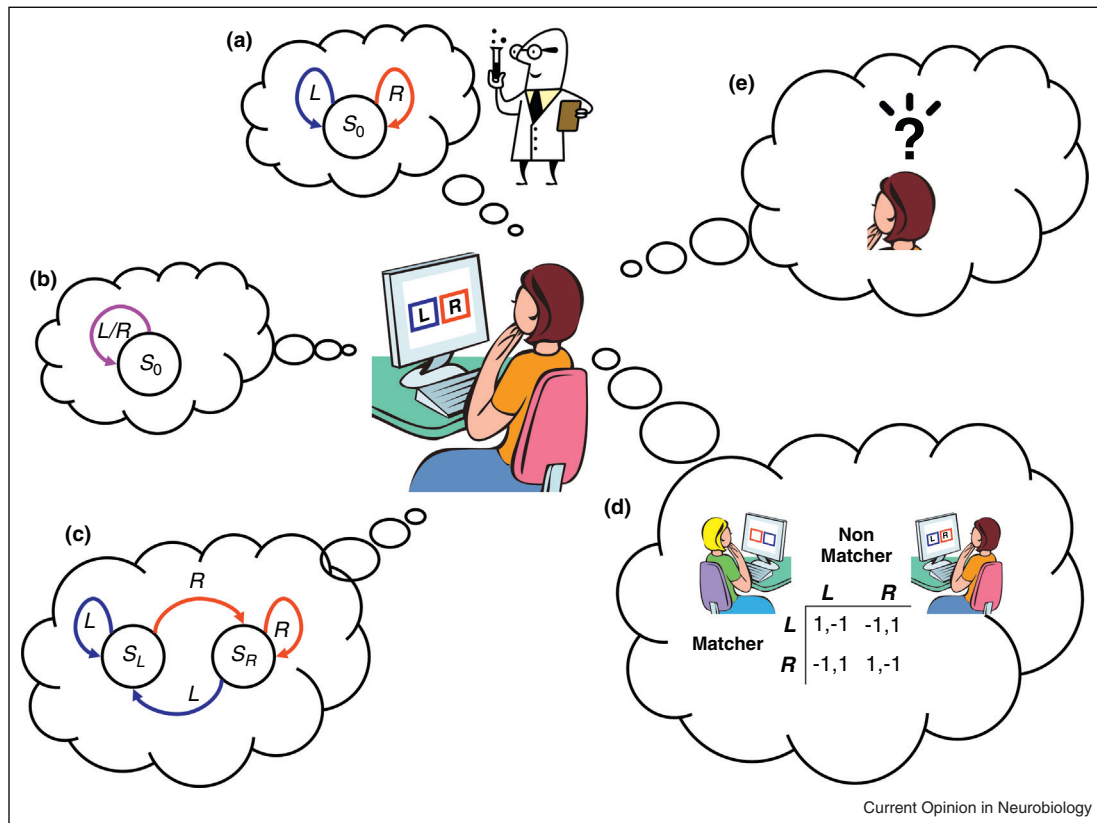 (a)
L
R
S0
(e)
?
(b)
L/R
S0
L R
(c)
R
L
R
SL
SR
L
(d)
L R
Non
Matcher
L R
Matcher
L 1,-1 -1,1
R -1,1 1,-1
Current Opinion in Neurobiology